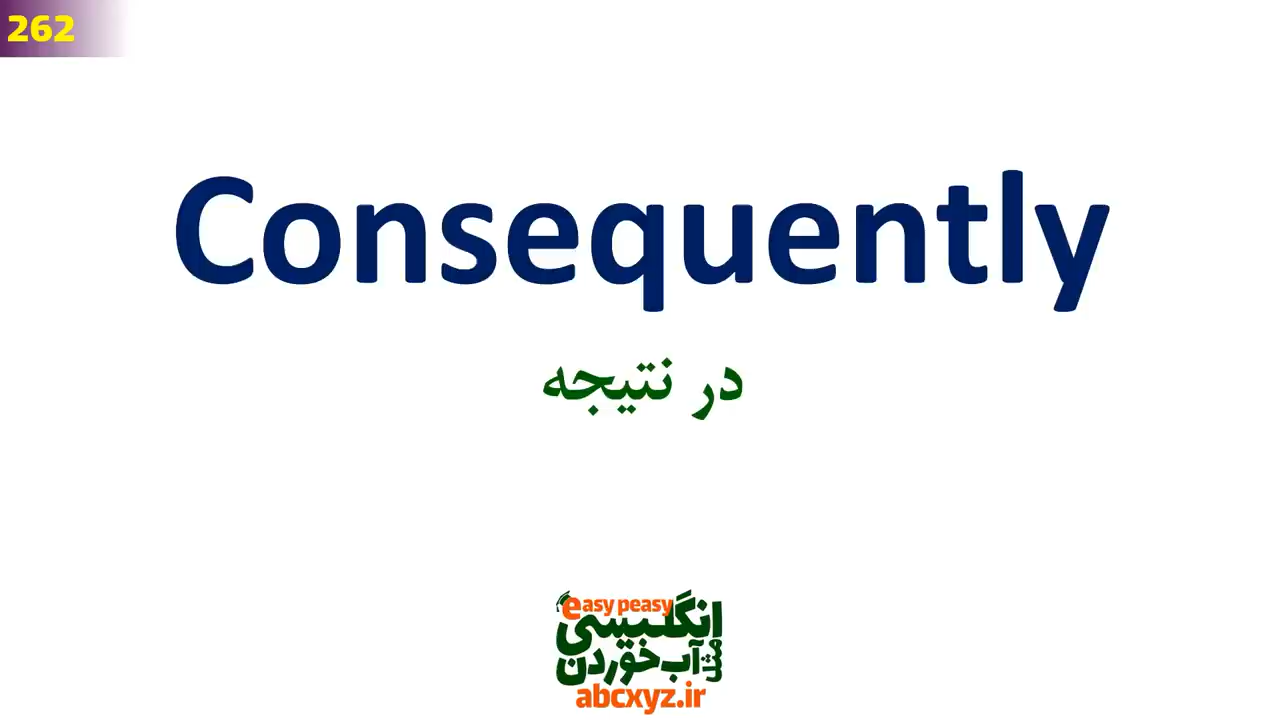 262
Consequently
در نتیجه
easy peasy
انگلیسی
مثل آب خوردن
abcxyz.ir